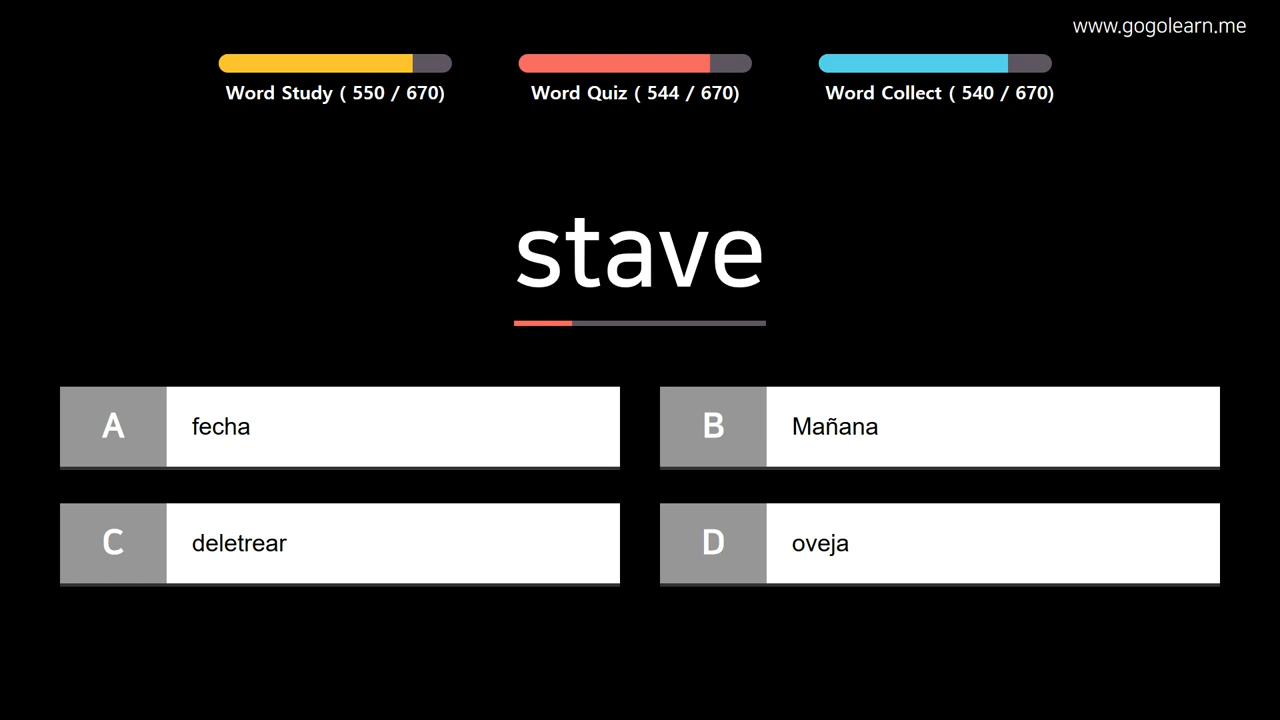 www.gogolearn.me
Word Study ( 550 / 670)
Word Quiz ( 544 / 670)
Word Collect ( 540 / 670)
stave
A
fecha
B
Mañana
C
deletrear
D
oveja